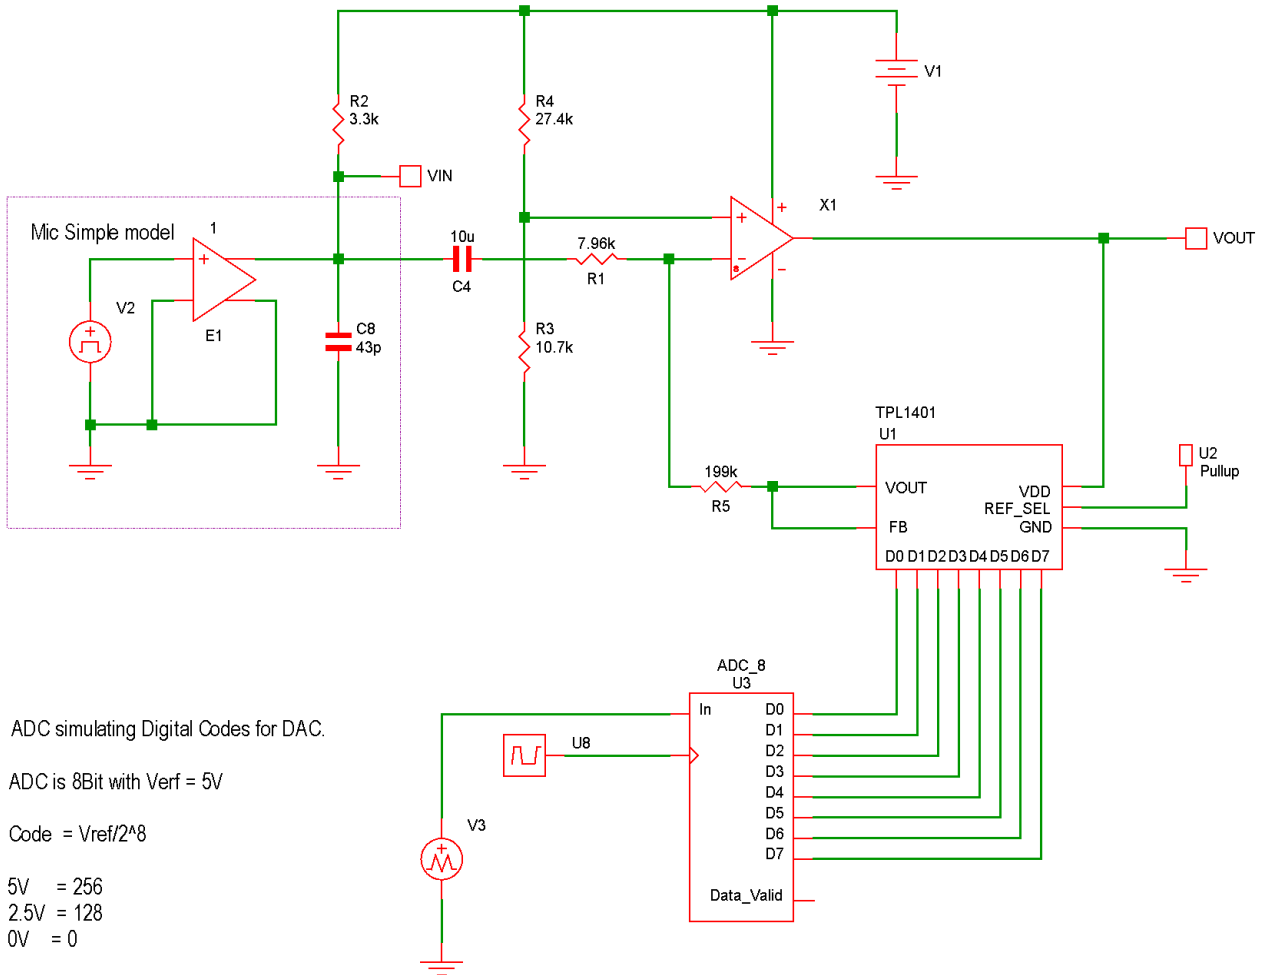 R2
3.3k
R4
27.4k
V1
VIN
X1
+
-
+
-
8
VOUT
Mic Simple model
1
+
V2
+
E1
10u
C4
7.96k
R1
C8
43p
R3
10.7k
TPL1401
U1
199k
R5
VOUT
FB
VDD
REF_SEL
GND
D0 D1 D2 D3 D4 D5 D6 D7
U2
Pullup
ADC_8
U3
In
D0
D1
D2
D3
D4
D5
D6
D7
Data_Valid
U8
V3
+
ADC simulating Digital Codes for DAC.
ADC is 8Bit with Verf = 5V
Code = Vref/2^8
5V = 256
2.5V = 128
0V = 0